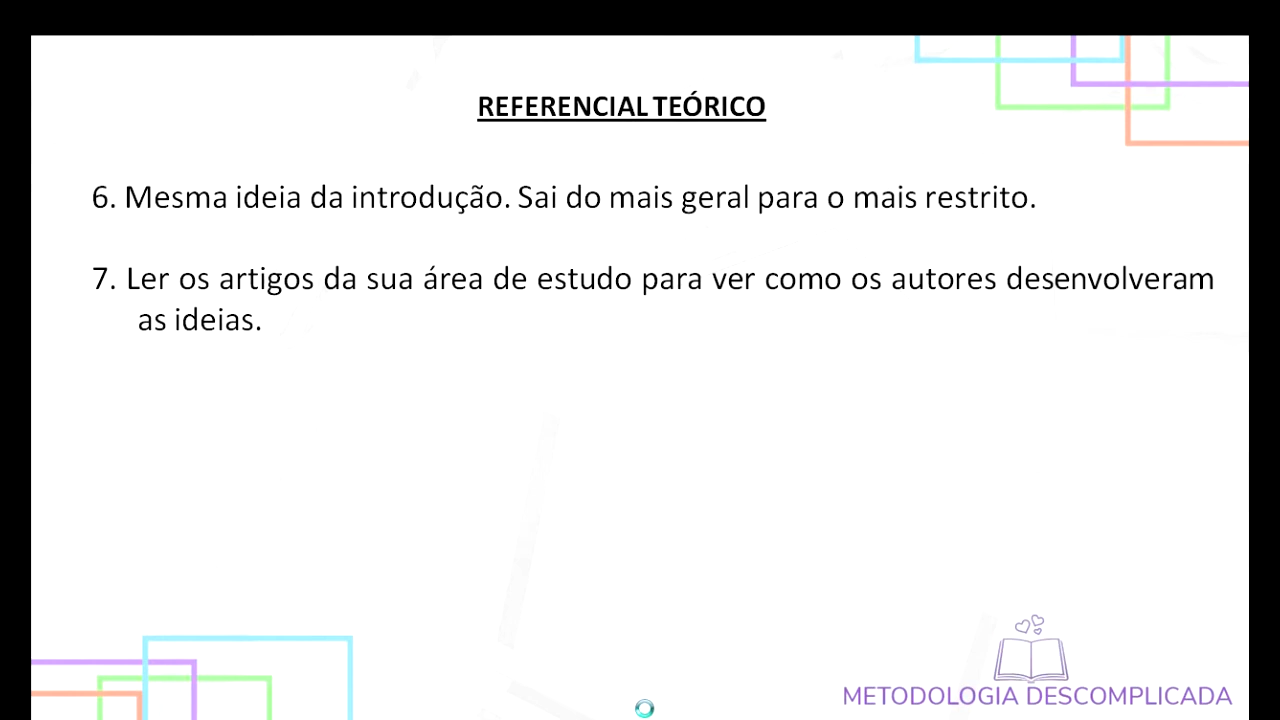 REFERENCIAL TEÓRICO
6. Mesma ideia da introdução. Sai do mais geral para o mais restrito.
7. Ler os artigos da sua área de estudo para ver como os autores desenvolveram
as ideias.
METODOLOGIA DESCOMPLICADA